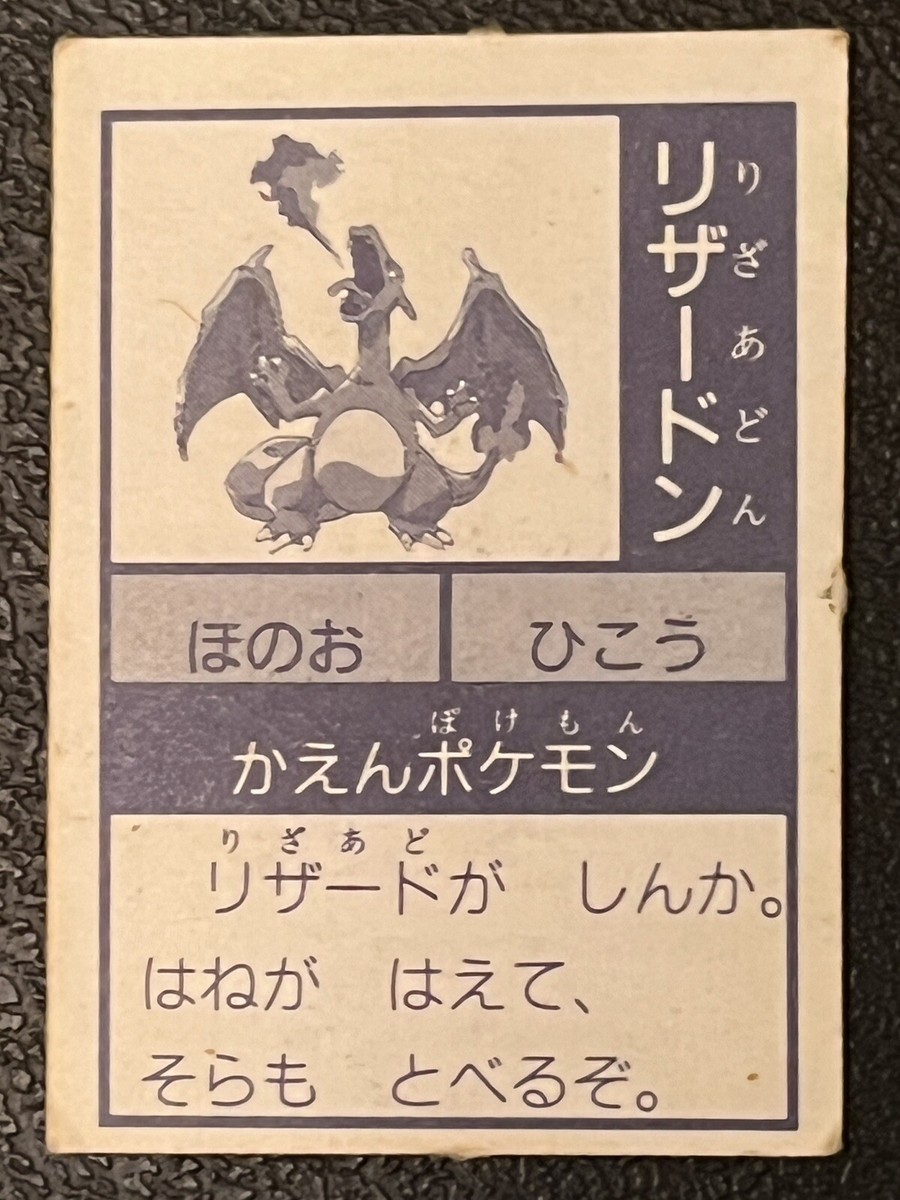 リザードン
りざあどん
ほのお
ひこう
ぽけもん
かえんポケモン
りざあど
リザードが しんか。
はねが はえて、
そらも とべるぞ。